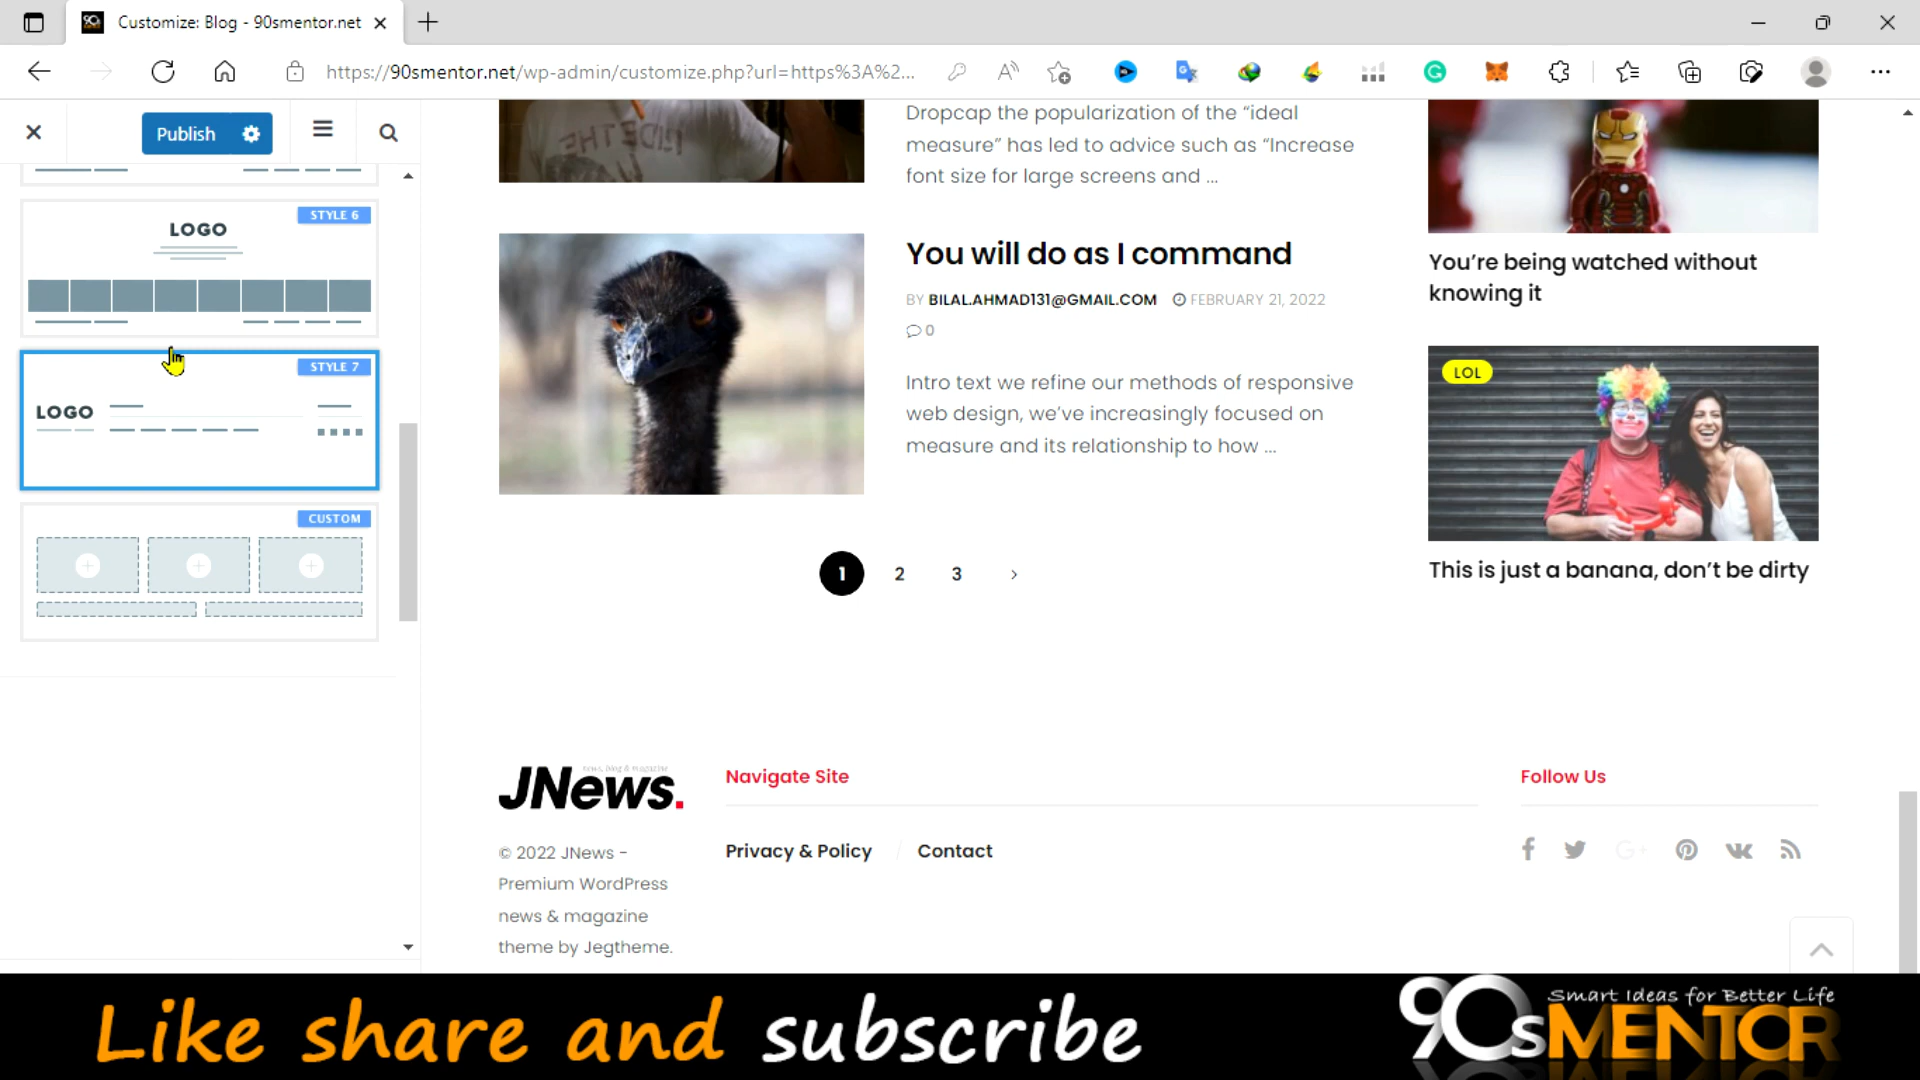 Customize: Blog - 90smentor.net
https://90smentor.net/wp-admin/customize.php?url=https%3A%2...
Publish
STYLE 6
LOGO
STYLE 7
LOGO
CUSTOM
Dropcap the popularization of the “ideal
measure” has led to advice such as “Increase
font size for large screens and ...
You will do as I command
BY BILAL.AHMAD131@GMAIL.COM FEBRUARY 21, 2022
0
Intro text we refine our methods of responsive
web design, we’ve increasingly focused on
measure and its relationship to how ...
1 2 3 >
You’re being watched without
knowing it
LOL
This is just a banana, don’t be dirty
news, blog & magazine
JNews.
© 2022 JNews -
Premium WordPress
news & magazine
theme by Jegtheme.
Navigate Site
Privacy & Policy / Contact
Follow Us
Like share and subscribe
Smart Ideas for Better Life
90sMENTOR